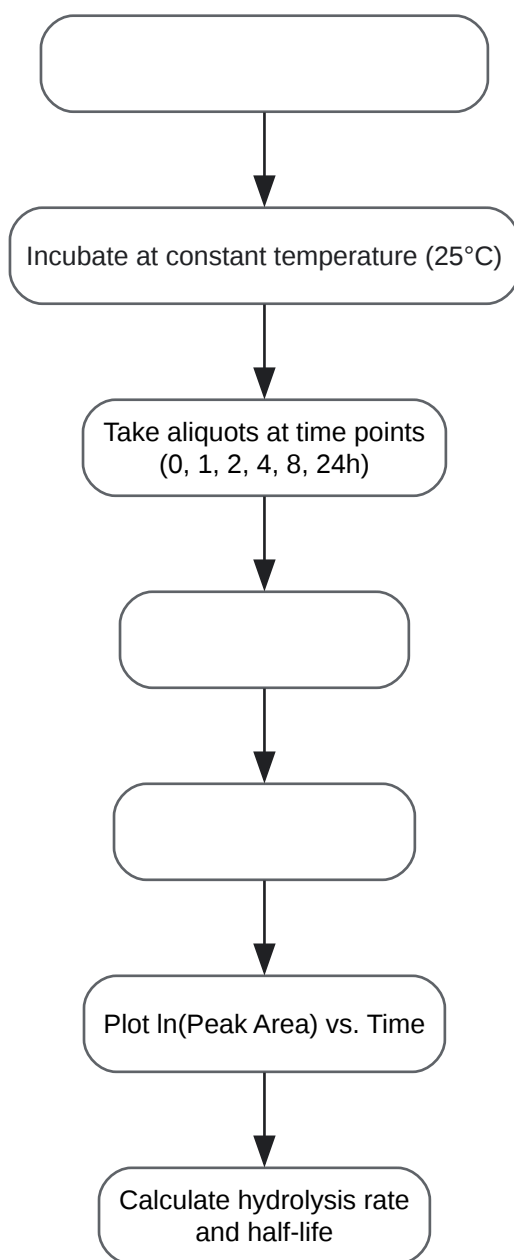 Incubate at constant temperature (25°C)
Take aliquots at time points
(0, 1, 2, 4, 8, 24h)
Plot ln(Peak Area) vs. Time
Calculate hydrolysis rate
and half-life